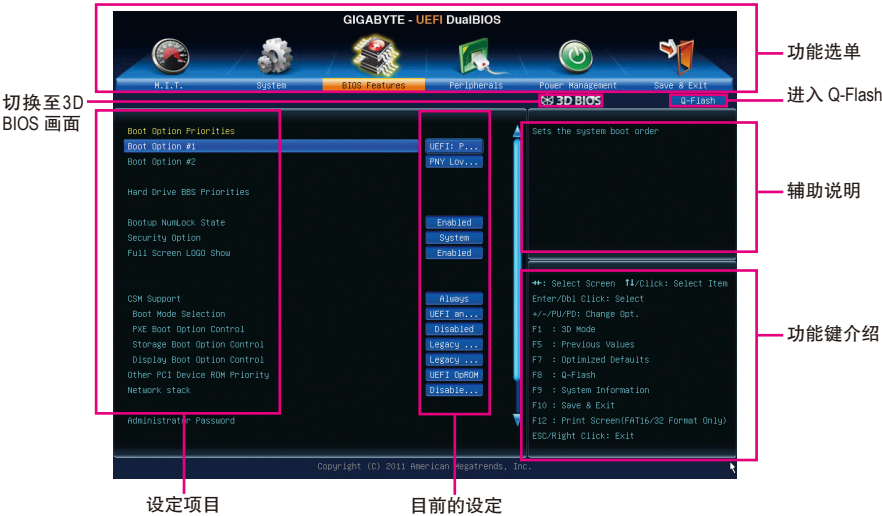 GIGABYTE - UEFI DualBIOS
功能选单
M.I.T.
System
BIOS Features
Peripherals
Power Management
Save & Exit
切换至3D
BIOS 画面
3D BIOS
Q-Flash
进入 Q-Flash
Boot Option Priorities
Boot Option #1 UEFI: P...
Boot Option #2 PNY Lov...
Hard Drive BBS Priorities
Bootup NumLock State Enabled
Security Option System
Full Screen LOGO Show Enabled
CSM Support Always
Boot Mode Selection UEFI an...
PXE Boot Option Control Disabled
Storage Boot Option Control Legacy ...
Display Boot Option Control Legacy ...
Other PCI Device ROM Priority UEFI OpROM
Network stack Disable...
Administrator Password
Sets the system boot order
辅助说明
→←: Select Screen ↑↓/Click: Select Item
Enter/Dbl Click: Select
+/-/PU/PD: Change Opt.
F1 : 3D Mode
F5 : Previous Values
F7 : Optimized Defaults
F8 : Q-Flash
F9 : System Information
F10 : Save & Exit
F12 : Print Screen(FAT16/32 Format Only)
ESC/Right Click: Exit
功能键介绍
Copyright (C) 2011 American Megatrends, Inc.
设定项目
目前的设定